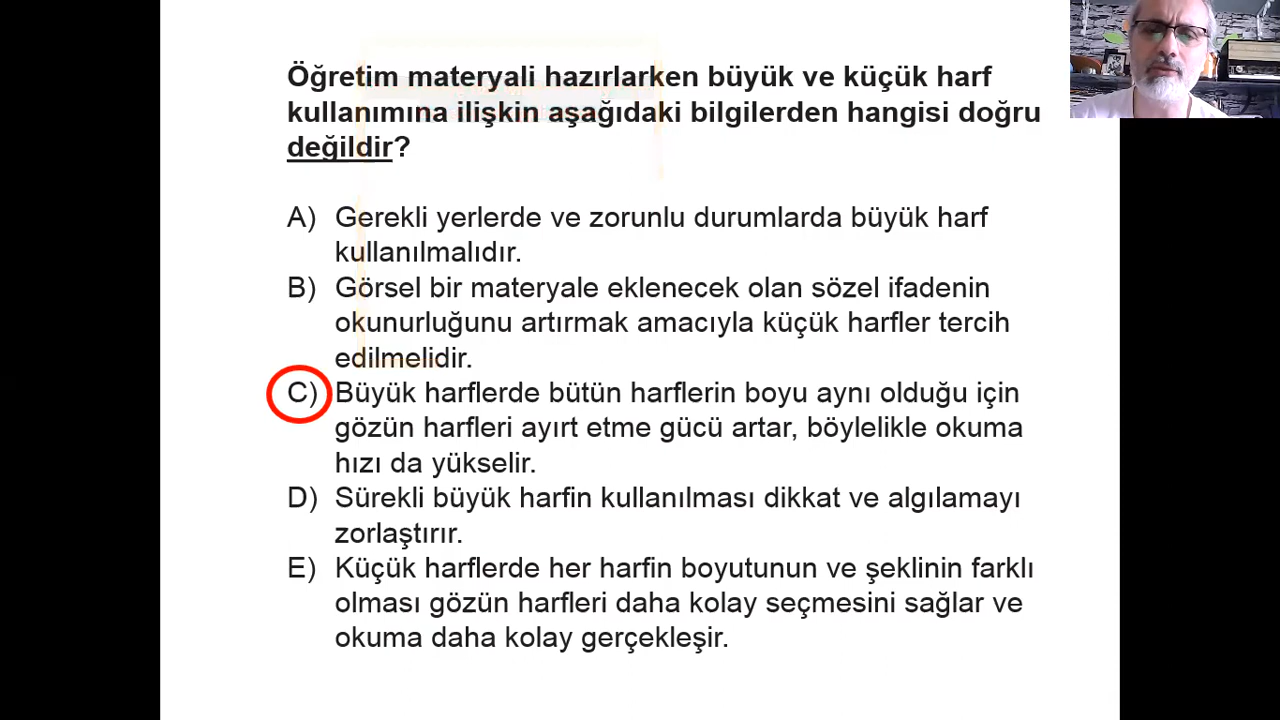 Öğretim materyali hazırlarken büyük ve küçük harf
kullanımına ilişkin aşağıdaki bilgilerden hangisi doğru
değildir?
A) Gerekli yerlerde ve zorunlu durumlarda büyük harf
kullanılmalıdır.
B) Görsel bir materyale eklenecek olan sözel ifadenin
okunurluğunu artırmak amacıyla küçük harfler tercih
edilmelidir.
C) Büyük harflerde bütün harflerin boyu aynı olduğu için
gözün harfleri ayırt etme gücü artar, böylelikle okuma
hızı da yükselir.
D) Sürekli büyük harfin kullanılması dikkat ve algılamayı
zorlaştırır.
E) Küçük harflerde her harfin boyutunun ve şeklinin farklı
olması gözün harfleri daha kolay seçmesini sağlar ve
okuma daha kolay gerçekleşir.